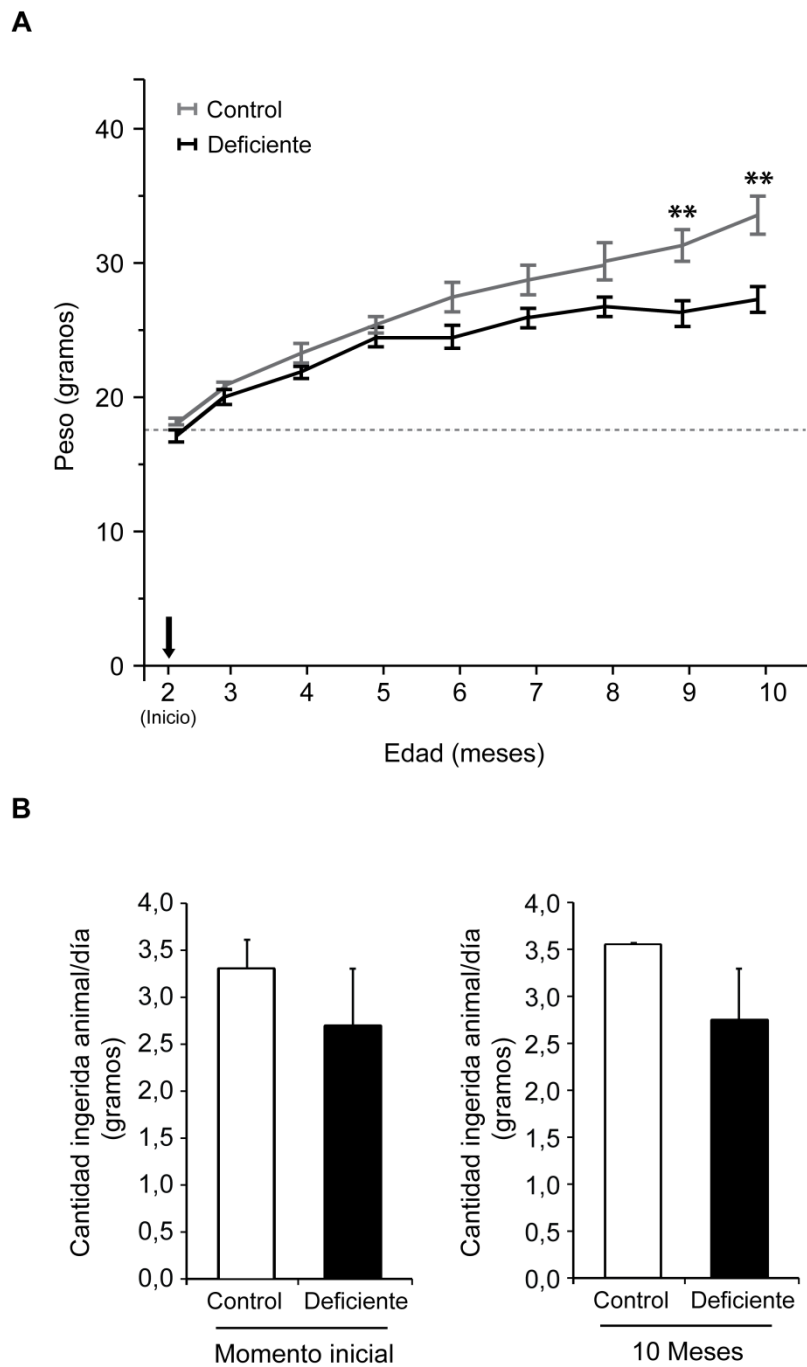 A
Control
Deficiente
40
30
20
10
0
Peso (gramos)
**
**
2 3 4 5 6 7 8 9 10
(Inicio)
Edad (meses)
B
Cantidad ingerida animal/día
(gramos)
4,0
3,5
3,0
2,5
2,0
1,5
1,0
0,5
0,0
Control Deficiente
Momento inicial
Cantidad ingerida animal/día
(gramos)
4,0
3,5
3,0
2,5
2,0
1,5
1,0
0,5
0,0
Control Deficiente
10 Meses